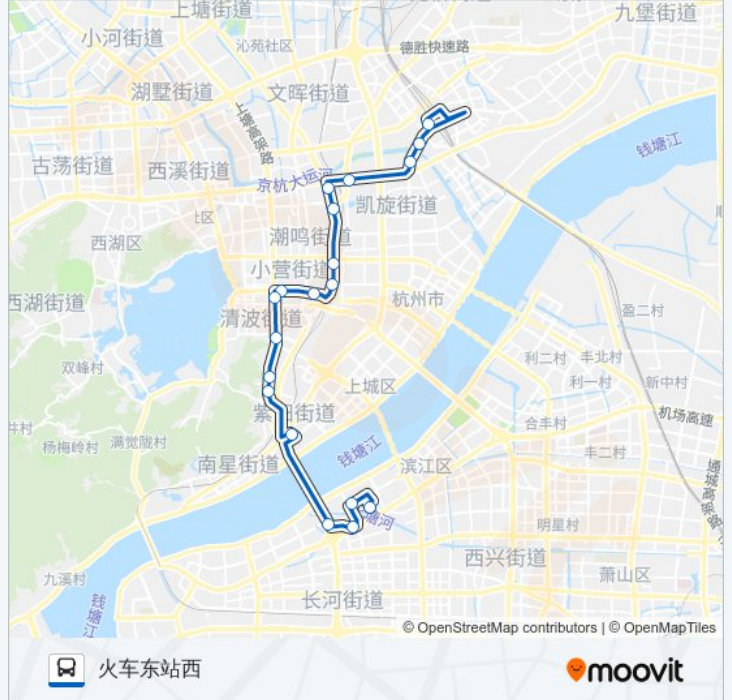 上塘街道
九堡街道
小河街道
沁苑社区
德胜快速路
湖墅街道
文晖街道
上塘高架路
钱塘江
古荡街道
西溪街道
京杭大运河
凯旋街道
西湖区
潮鸣街道
小营街道
西湖街道
杭州市
盈二村
清波街道
双峰村
利二村
丰北村
上城区
利一村
新中村
紫阳街道
机场高速
合丰村
杨梅岭村
满觉陇村
丰二村
钱塘江
南星街道
滨江区
通城高架路
塘河
明星村
西兴街道
九溪村
萧山区
钱塘江
长河街道
© OpenStreetMap contributors | © OpenMapTiles
火车东站西
moovit